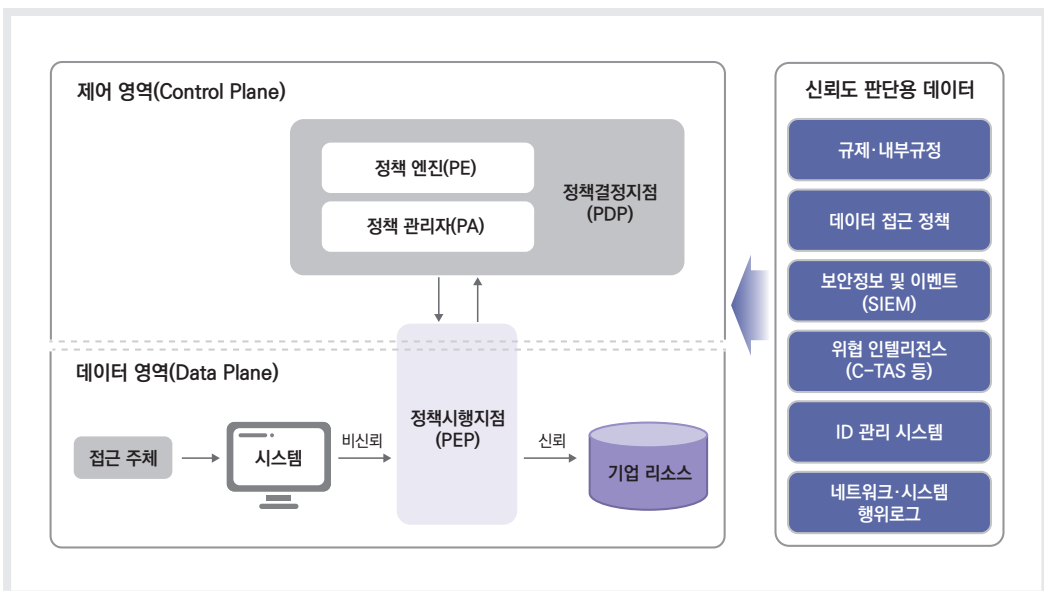 제어 영역(Control Plane)
정책 엔진(PE)
정책 관리자(PA)
정책결정지점
(PDP)
데이터 영역(Data Plane)
접근 주체
시스템
비신뢰
정책시행지점
(PEP)
신뢰
기업 리소스
신뢰도 판단용 데이터
규제·내부규정
데이터 접근 정책
보안정보 및 이벤트
(SIEM)
위협 인텔리전스
(C-TAS 등)
ID 관리 시스템
네트워크·시스템
행위로그